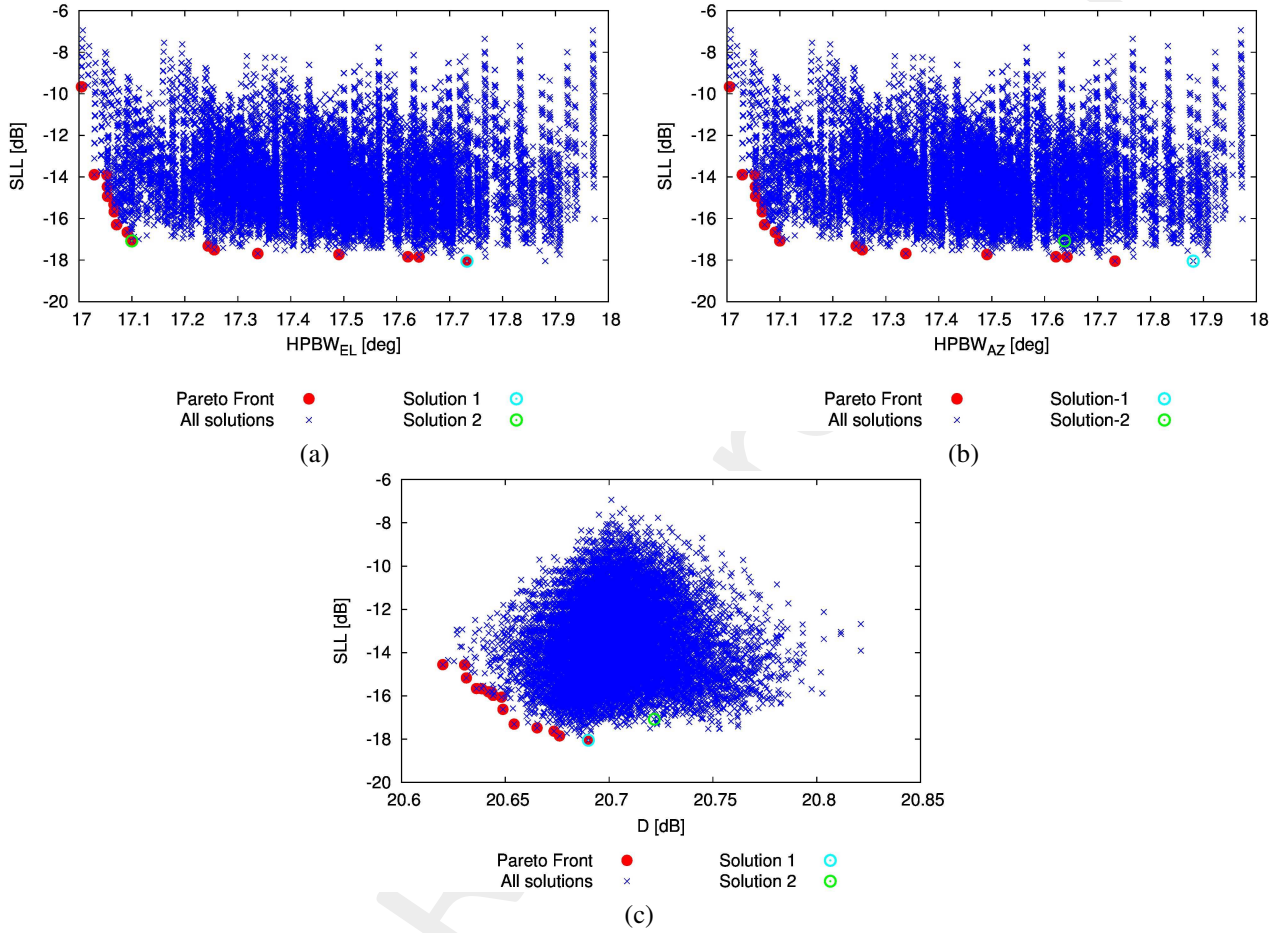 -6
-8
-10
-12
-14
-16
-18
-20
SLL [dB]
17 17.1 17.2 17.3 17.4 17.5 17.6 17.7 17.8 17.9 18
HPBW_EL [deg]
Pareto Front
All solutions
Solution 1
Solution 2
(a)
-6
-8
-10
-12
-14
-16
-18
-20
SLL [dB]
17 17.1 17.2 17.3 17.4 17.5 17.6 17.7 17.8 17.9 18
HPBW_AZ [deg]
Pareto Front
All solutions
Solution-1
Solution-2
(b)
-6
-8
-10
-12
-14
-16
-18
-20
SLL [dB]
20.6 20.65 20.7 20.75 20.8 20.85
D [dB]
Pareto Front
All solutions
Solution 1
Solution 2
(c)